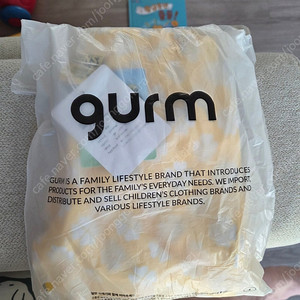 gurm
GURM IS A FAMILY LIFESTYLE BRAND THAT INTRODUCES
PRODUCTS FOR THE FAMILY'S EVERYDAY NEEDS. WE IMPORT,
DISTRIBUTE AND SELL CHILDREN'S CLOTHING BRANDS AND
VARIOUS LIFESTYLE BRANDS.